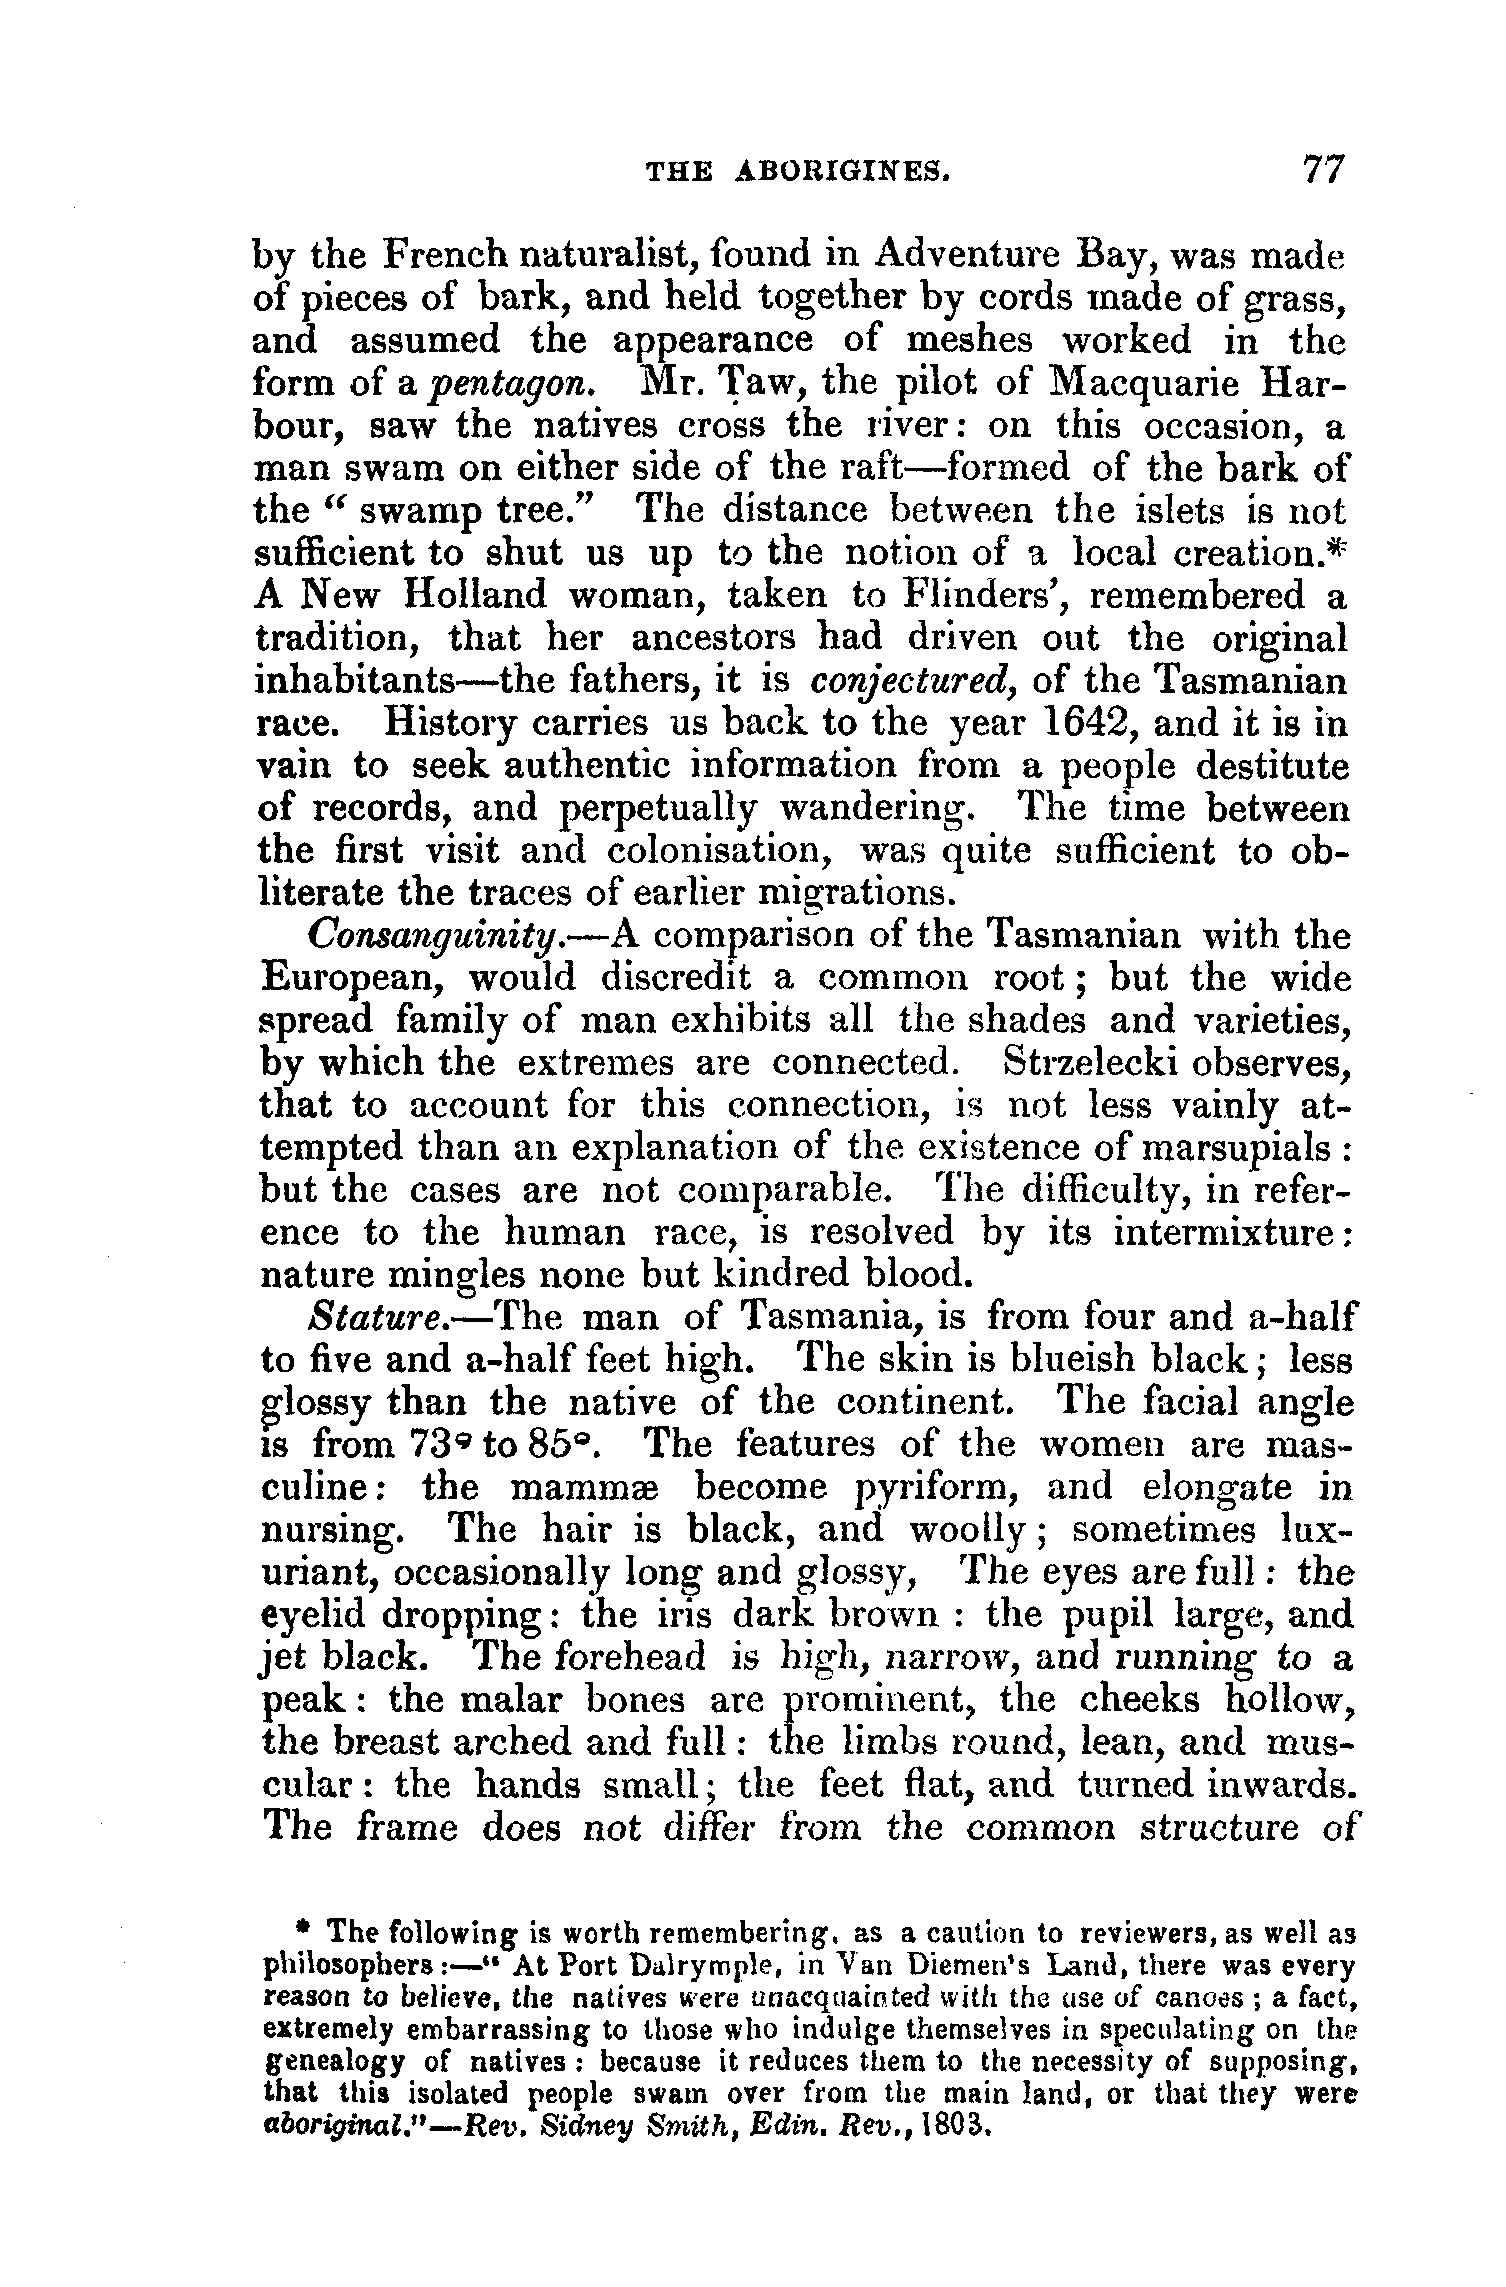 THE ABORIGINES. 77
by the French naturalist, found in Adventure Bay, was made
of pieces of bark, and held together by cords made of grass,
and assumed the appearance of meshes worked in the
form of a pentagon. Mr. Taw, the pilot of Macquarie Har-
bour, saw the natives cross the river: on this occasion, a
man swam on either side of the raft—formed of the bark of
the “ swamp tree.” The distance between the islets is not
sufficient to shut us up to the notion of a local creation.*
A New Holland woman, taken to Flinders’, remembered a
tradition, that her ancestors had driven out the original
inhabitants—the fathers, it is conjectured, of the Tasmanian
race. History carries us back to the year 1642, and it is in
vain to seek authentic information from a people destitute
of records, and perpetually wandering. The time between
the first visit and colonisation, was quite sufficient to ob-
literate the traces of earlier migrations.
Consanguinity.—A comparison of the Tasmanian with the
European, would discredit a common root ; but the wide
spread family of man exhibits all the shades and varieties,
by which the extremes are connected. Strzelecki observes,
that to account for this connection, is not less vainly at-
tempted than an explanation of the existence of marsupials :
but the cases are not comparable. The difficulty, in refer-
ence to the human race, is resolved by its intermixture :
nature mingles none but kindred blood.
Stature.—The man of Tasmania, is from four and a-half
to five and a-half feet high. The skin is blueish black ; less
glossy than the native of the continent. The facial angle
is from 73° to 85°. The features of the women are mas-
culine : the mammæ become pyriform, and elongate in
nursing. The hair is black, and woolly ; sometimes lux-
uriant, occasionally long and glossy, The eyes are full : the
eyelid dropping : the iris dark brown : the pupil large, and
jet black. The forehead is high, narrow, and running to a
peak : the malar bones are prominent, the cheeks hollow,
the breast arched and full : the limbs round, lean, and mus-
cular : the hands small ; the feet flat, and turned inwards.
The frame does not differ from the common structure of
* The following is worth remembering, as a caution to reviewers, as well as
philosophers :—“ At Port Dalrymple, in Van Diemen’s Land, there was every
reason to believe, the natives were unacquainted with the use of canoes ; a fact,
extremely embarrassing to those who indulge themselves in speculating on the
genealogy of natives : because it reduces them to the necessity of supposing,
that this isolated people swam over from the main land, or that they were
aboriginal.”—Rev. Sidney Smith, Edin. Rev., 1803.